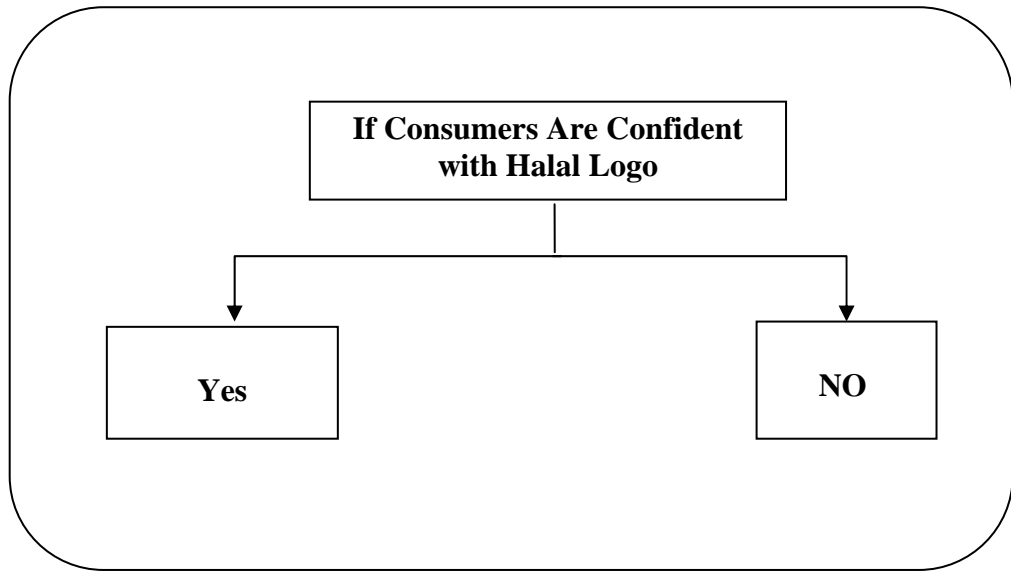 If Consumers Are Confident
with Halal Logo
Yes
NO